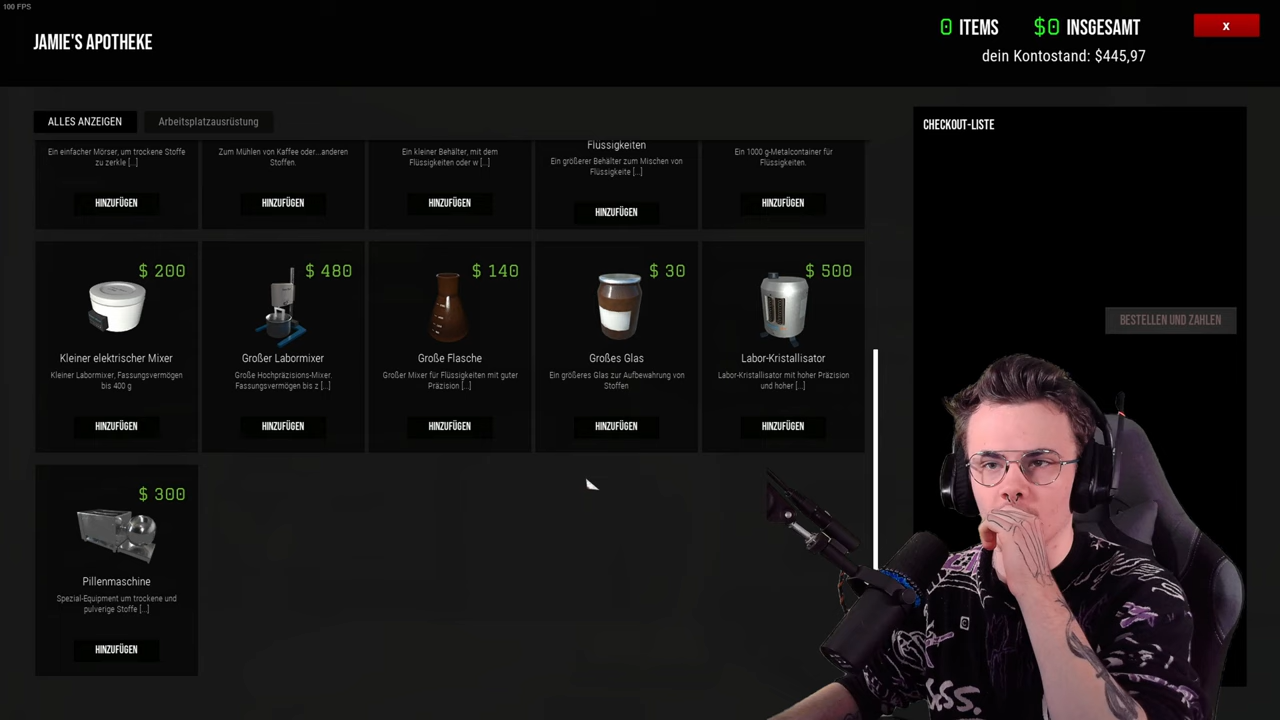 100 FPS
JAMIE'S APOTHEKE
0 ITEMS $0 INSGESAMT
dein Kontostand: $445,97
x
ALLES ANZEIGEN
Arbeitsplatzausrüstung
CHECKOUT-LISTE
Ein einfacher Mörser, um trockene Stoffe
zu zerkle [...]
HINZUFÜGEN
Zum Mühlen von Kaffee oder...anderen
Stoffen.
HINZUFÜGEN
Ein kleiner Behälter, mit dem
Flüssigkeiten oder w [...]
HINZUFÜGEN
Flüssigkeiten
Ein größerer Behälter zum Mischen von
Flüssigkeite [...]
HINZUFÜGEN
Ein 1000 g-Metalcontainer für
Flüssigkeiten.
HINZUFÜGEN
$ 200
Kleiner elektrischer Mixer
Kleiner Labormixer, Fassungsvermögen
bis 400 g
HINZUFÜGEN
$ 480
Großer Labormixer
Große Hochpräzisions-Mixer.
Fassungsvermögen bis z [...]
HINZUFÜGEN
$ 140
Große Flasche
Großer Mixer für Flüssigkeiten mit guter
Präzision [...]
HINZUFÜGEN
$ 30
Großes Glas
Ein größeres Glas zur Aufbewahrung von
Stoffen
HINZUFÜGEN
$ 500
Labor-Kristallisator
Labor-Kristallisator mit hoher Präzision
und hoher [...]
HINZUFÜGEN
BESTELLEN UND ZAHLEN
$ 300
Pillenmaschine
Spezial-Equipment um trockene und
pulverige Stoffe [...]
HINZUFÜGEN